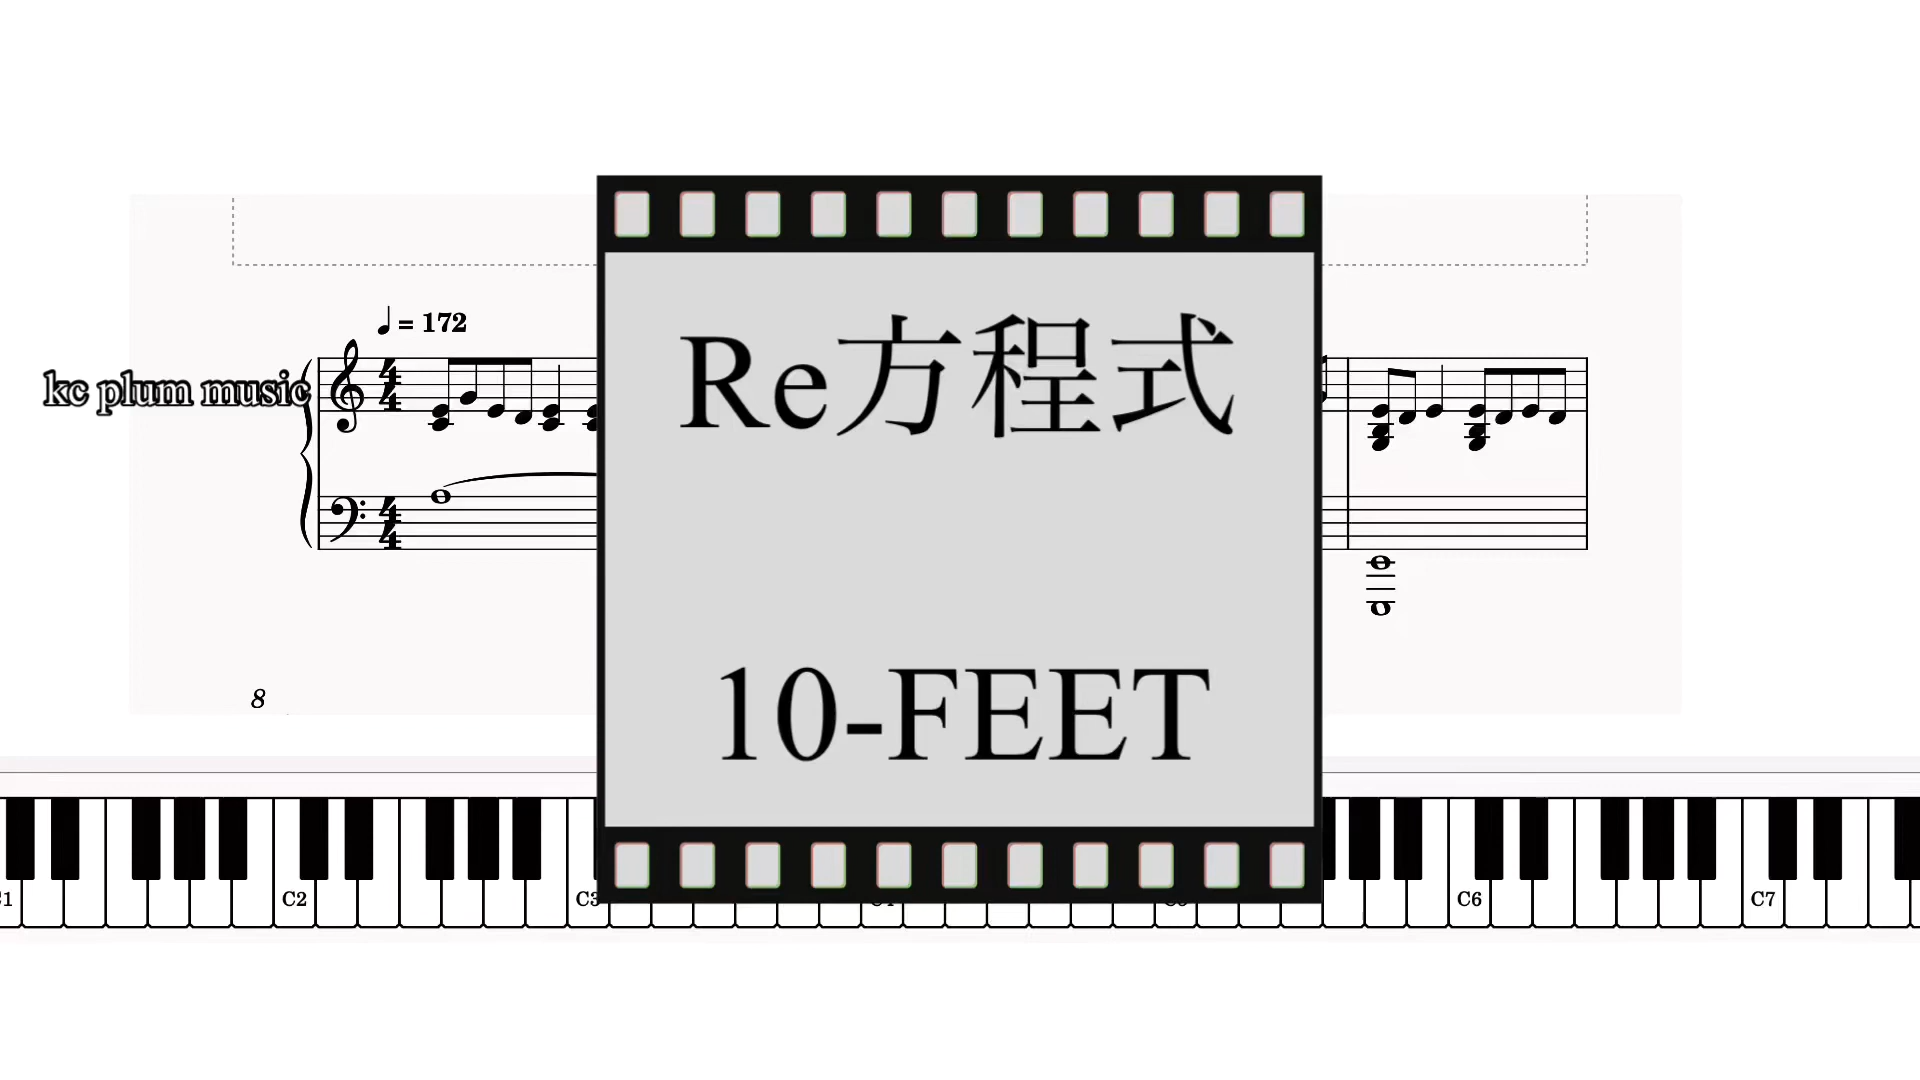 Re方程式
10-FEET
= 172
kc plum music
8
C2
C3
C6
C7